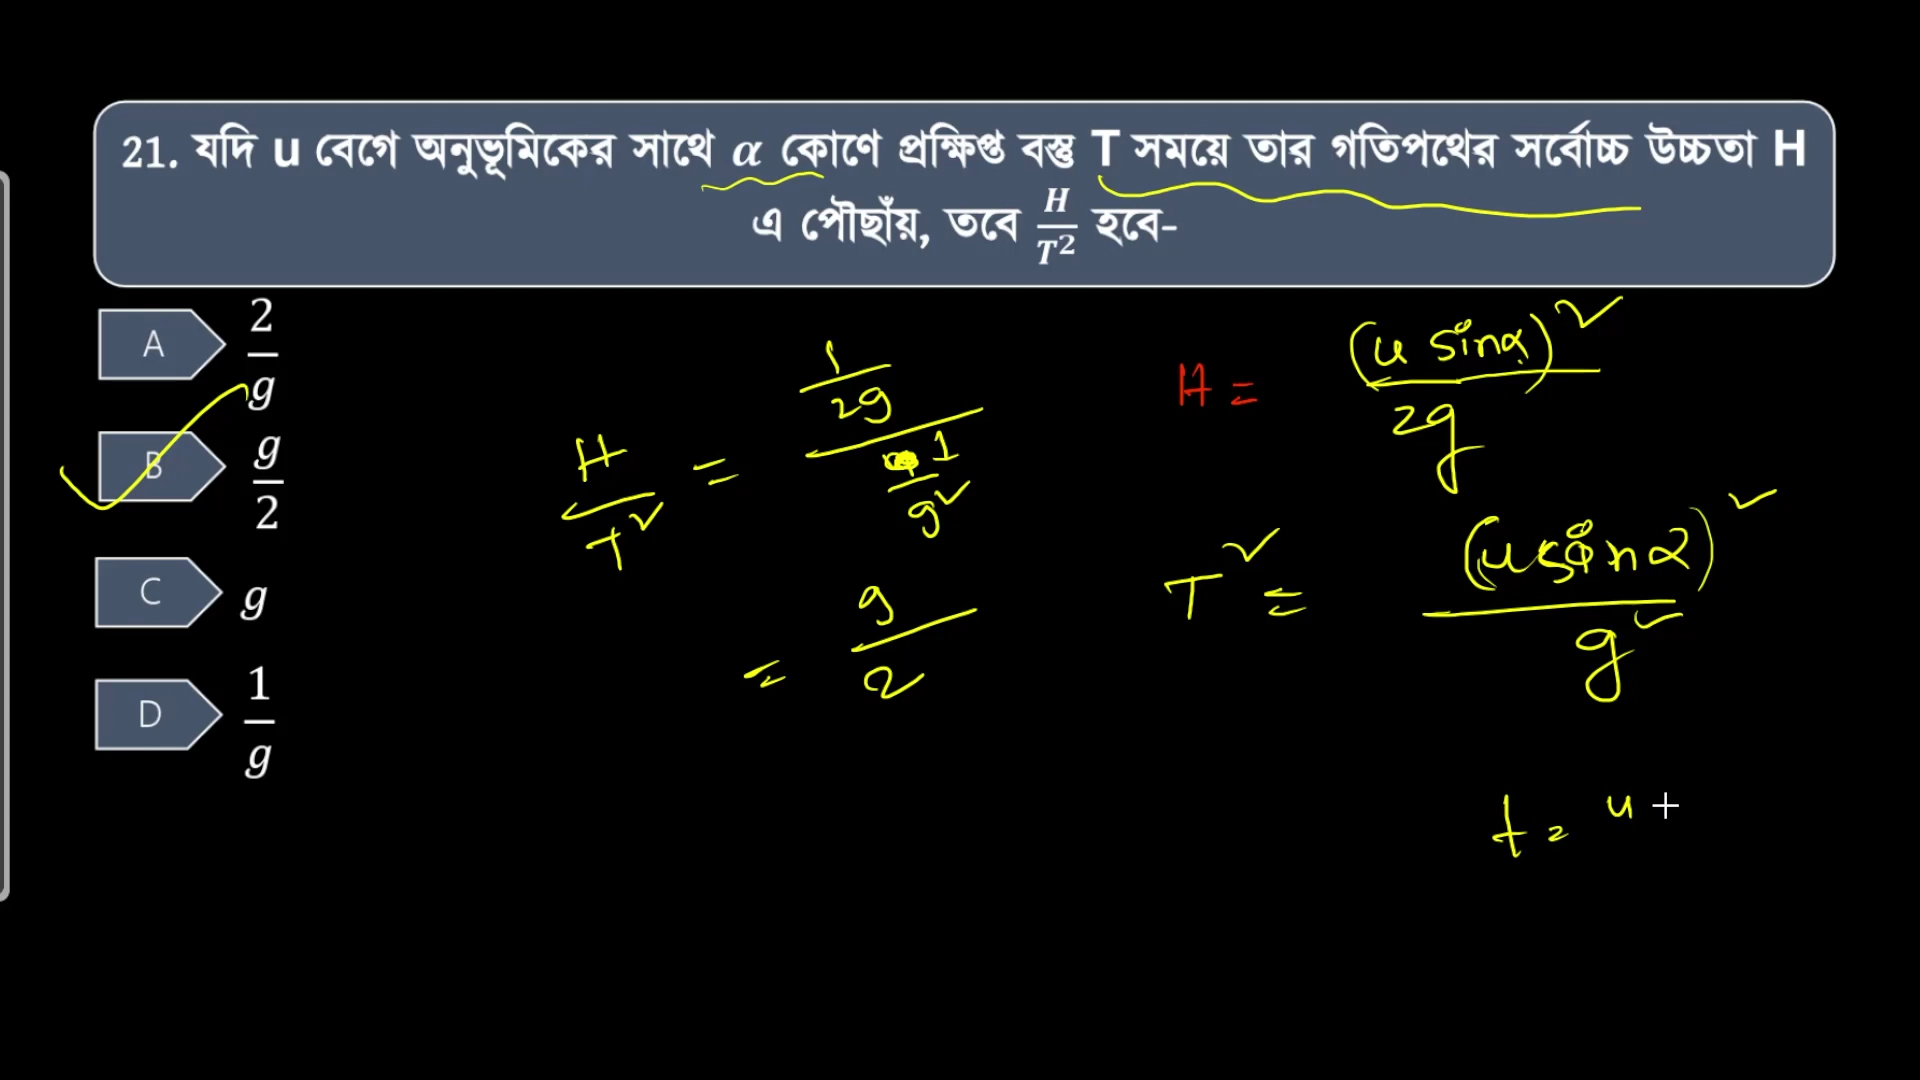 21. যদি u বেগে অনুভূমিকের সাথে α কোণে প্রক্ষিপ্ত বস্তু T সময়ে তার গতিপথের সর্বোচ্চ উচ্চতা H
এ পৌছাঁয়, তবে H/T² হবে-
A 2/g
B g/2
C g
D 1/g
H/T² = (1/2g)/(1/g²)
= g/2
H = (u sinα)²/2g
T² = (u sinα)²/g²
t = u